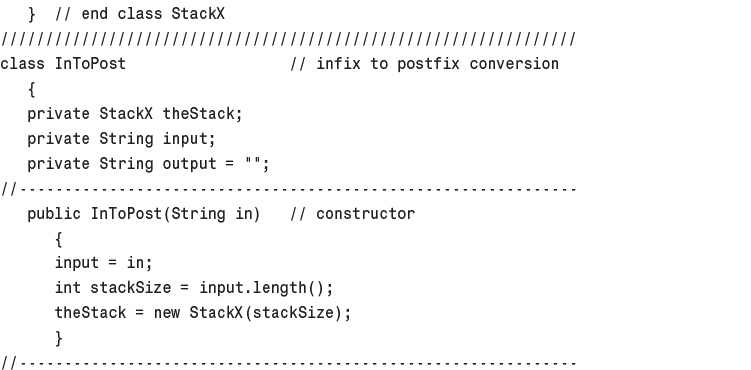 }  // end class StackX
////////////////////////////////////////////////////////////////
class InToPost                  // infix to postfix conversion
   {
   private StackX theStack;
   private String input;
   private String output = "";
//--------------------------------------------------------------
   public InToPost(String in)   // constructor
      {
      input = in;
      int stackSize = input.length();
      theStack = new StackX(stackSize);
      }
//--------------------------------------------------------------